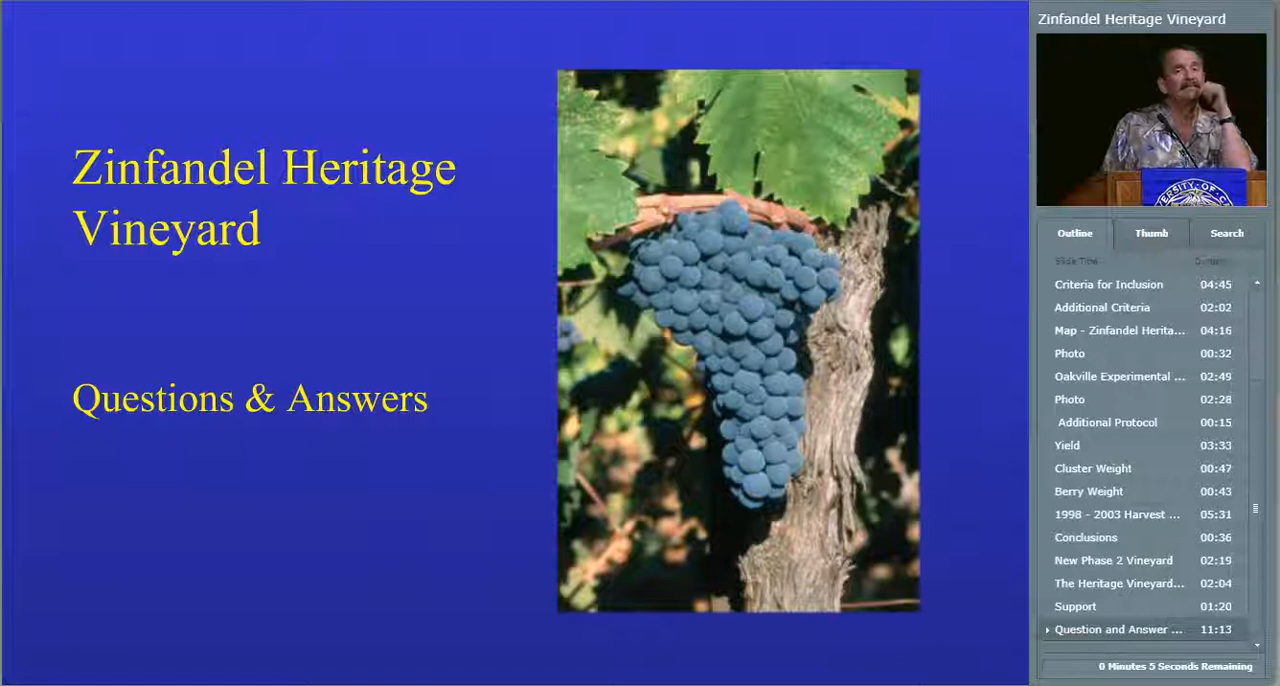 Zinfandel Heritage
Vineyard
Questions & Answers
Zinfandel Heritage Vineyard
Outline Thumb Search
Slide Title
Criteria for Inclusion 04:45
Additional Criteria 02:02
Map - Zinfandel Herita... 04:16
Photo 00:32
Oakville Experimental ... 02:49
Photo 02:28
Additional Protocol 00:15
Yield 03:33
Cluster Weight 00:47
Berry Weight 00:43
1998 - 2003 Harvest ... 05:31
Conclusions 00:36
New Phase 2 Vineyard 02:19
The Heritage Vineyard... 02:04
Support 01:20
Question and Answer ... 11:13
0 Minutes 5 Seconds Remaining